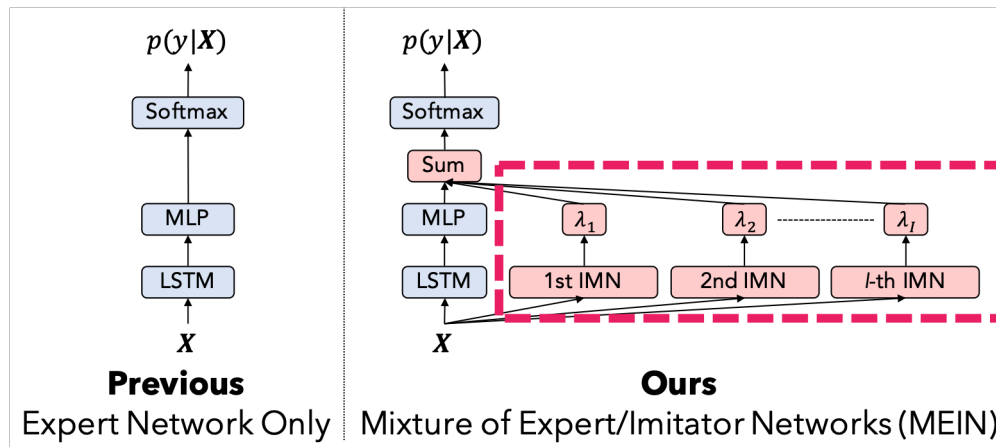 p(y|X)
Softmax
MLP
LSTM
X
Previous
Expert Network Only
p(y|X)
Softmax
Sum
MLP λ₁ λ₂ λ_I
LSTM 1st IMN 2nd IMN I-th IMN
X
Ours
Mixture of Expert/Imitator Networks (MEIN)